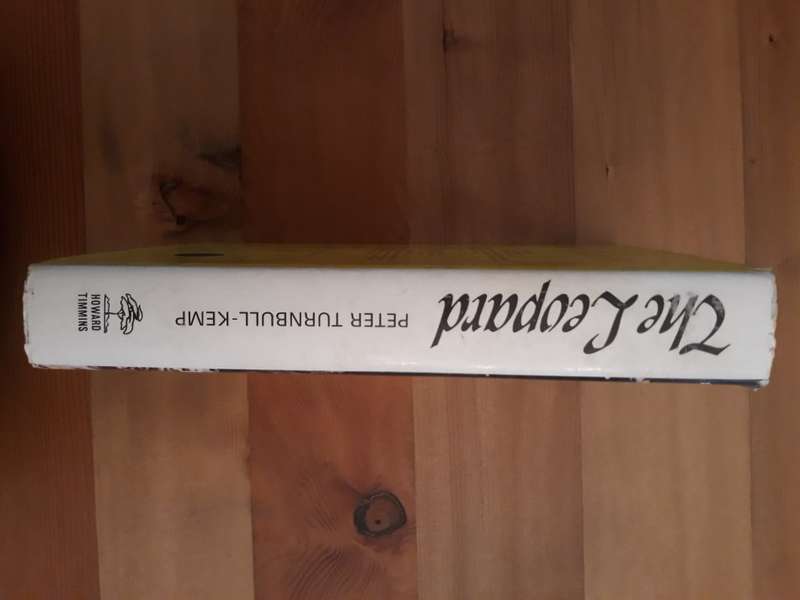 The Leopard
PETER TURNBULL-KEMP
HOWARD
TIMMINS